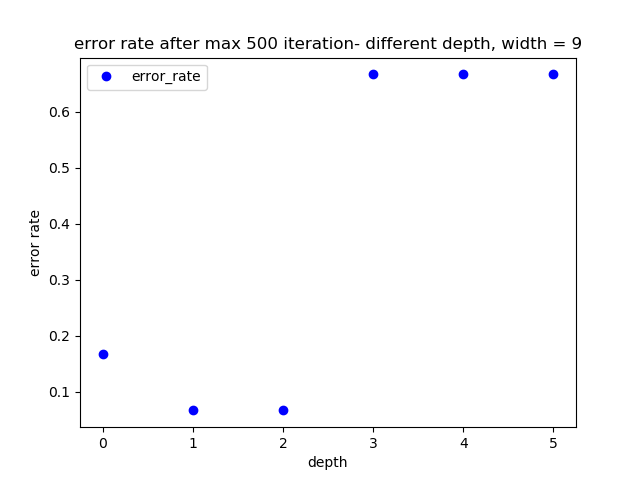 error rate after max 500 iteration- different depth, width = 9
error_rate
0.6
0.5
0.4
0.3
0.2
0.1
error rate
0 1 2 3 4 5
depth